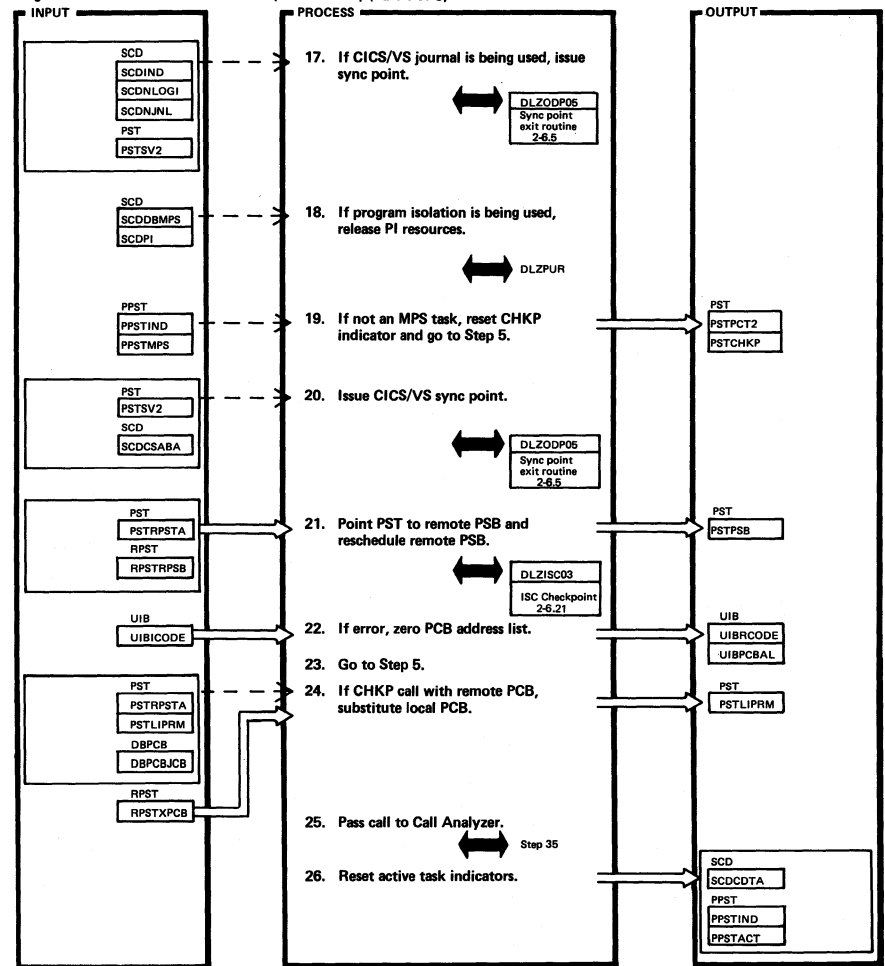 INPUT
PROCESS
OUTPUT
SCD
SCDIND
SCDNLOGI
SCDNJNL
PST
PSTSV2
17. If CICS/VS journal is being used, issue
sync point.
DLZODP05
Sync point
exit routine
2-6.5
SCD
SCDDBMPS
SCDPI
18. If program isolation is being used,
release PI resources.
DLZPUR
PPST
PPSTIND
PPSTMPS
19. If not an MPS task, reset CHKP
indicator and go to Step 5.
PST
PSTPCT2
PSTCHKP
PST
PSTSV2
SCD
SCDCSABA
20. Issue CICS/VS sync point.
DLZODP05
Sync point
exit routine
2-6.5
PST
PSTRPSTA
RPST
RPSTRPSB
21. Point PST to remote PSB and
reschedule remote PSB.
DLZISC03
ISC Checkpoint
2-6.21
PST
PSTPSB
UIB
UIBICODE
22. If error, zero PCB address list.
UIB
UIBRCODE
UIBPCBAL
23. Go to Step 5.
PST
PSTRPSTA
PSTLIPRM
DBPCB
DBPCBJCB
RPST
RPSTXPCB
24. If CHKP call with remote PCB,
substitute local PCB.
PST
PSTLIPRM
25. Pass call to Call Analyzer.
Step 35
26. Reset active task indicators.
SCD
SCDCDTA
PPST
PPSTIND
PPSTACT